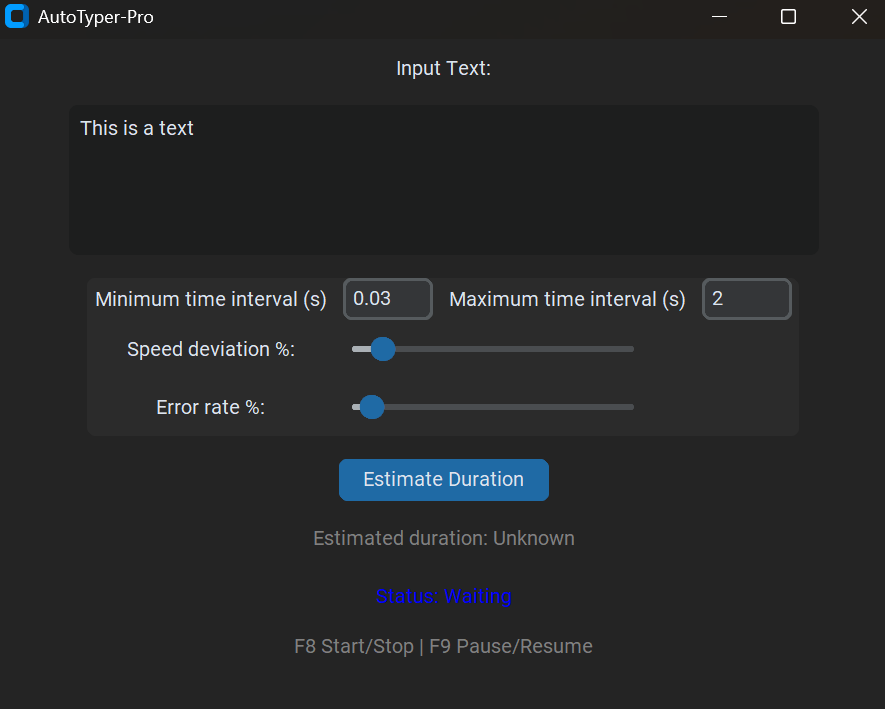 AutoTyper-Pro
Input Text:
This is a text
Minimum time interval (s) 0.03 Maximum time interval (s) 2
Speed deviation %:
Error rate %:
Estimate Duration
Estimated duration: Unknown
Status: Waiting
F8 Start/Stop | F9 Pause/Resume